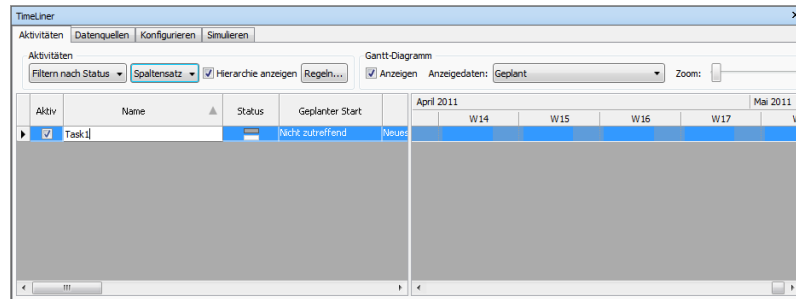 TimeLiner
Aktivitäten Datenquellen Konfigurieren Simulieren
Aktivitäten Gantt-Diagramm
Filtern nach Status Spaltensatz Hierarchie anzeigen Regeln... Anzeigen Anzeigedaten: Geplant Zoom:
April 2011 Mai 2011
Aktiv Name Status Geplanter Start
W14 W15 W16 W17
Task1 Nicht zutreffend Neues